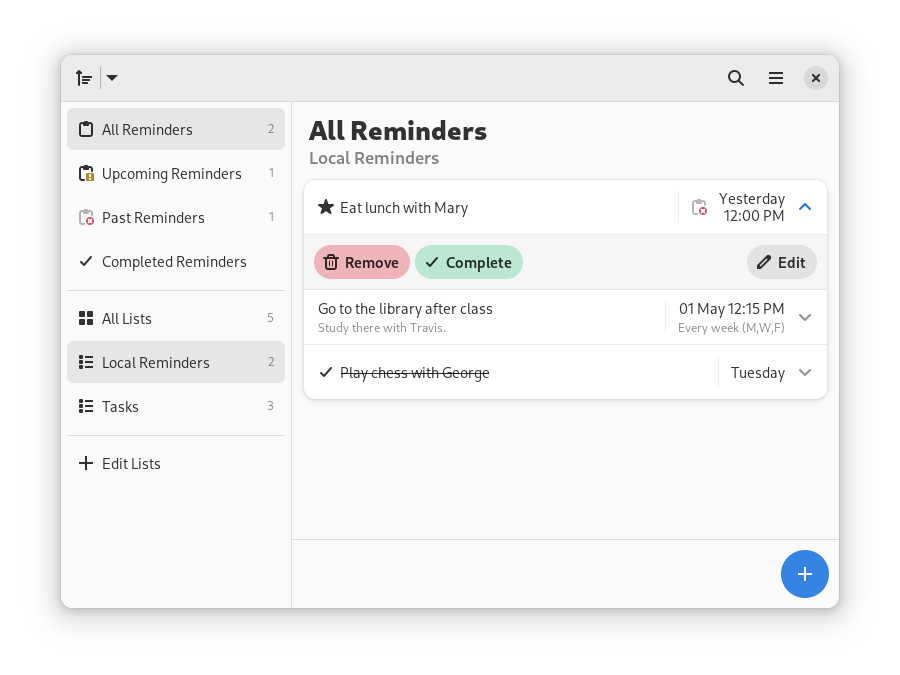 All Reminders 2
Upcoming Reminders 1
Past Reminders 1
Completed Reminders
All Lists 5
Local Reminders 2
Tasks 3
Edit Lists
All Reminders
Local Reminders
Eat lunch with Mary
Yesterday
12:00 PM
Remove
Complete
Edit
Go to the library after class
Study there with Travis.
01 May 12:15 PM
Every week (M,W,F)
Play chess with George
Tuesday